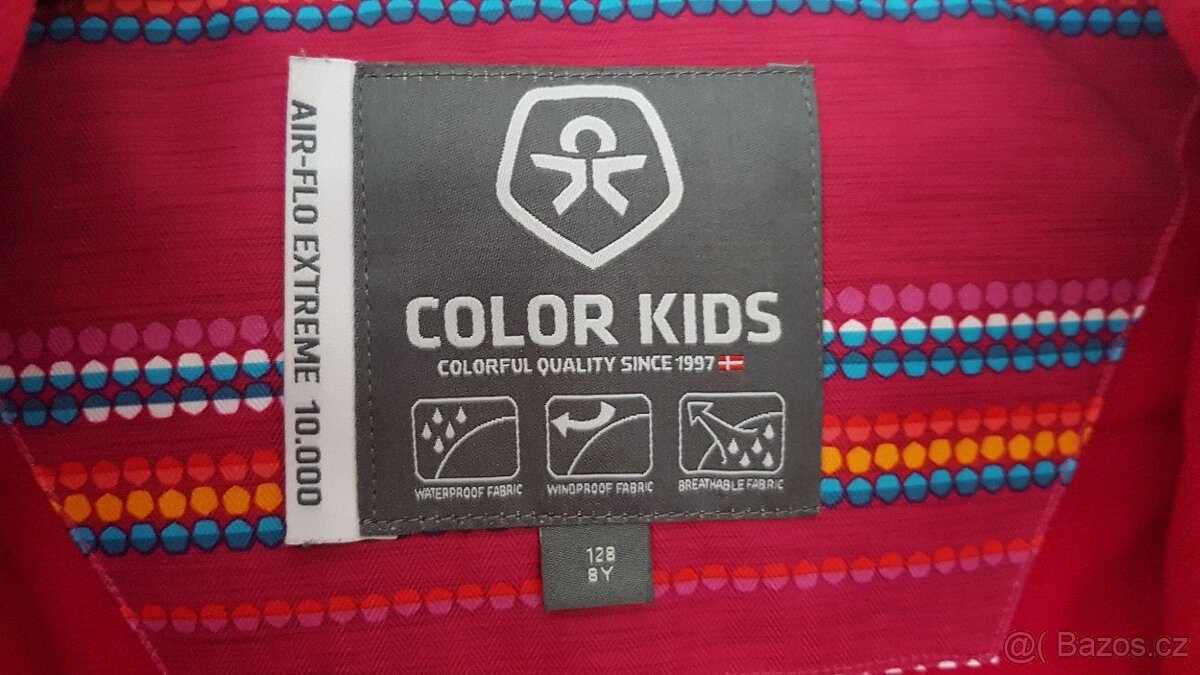 AIR-FLO EXTREME 10.000
COLOR KIDS
COLORFUL QUALITY SINCE 1997
WATERPROOF FABRIC
WINDPROOF FABRIC
BREATHABLE FABRIC
128
8Y
@( Bazos.cz